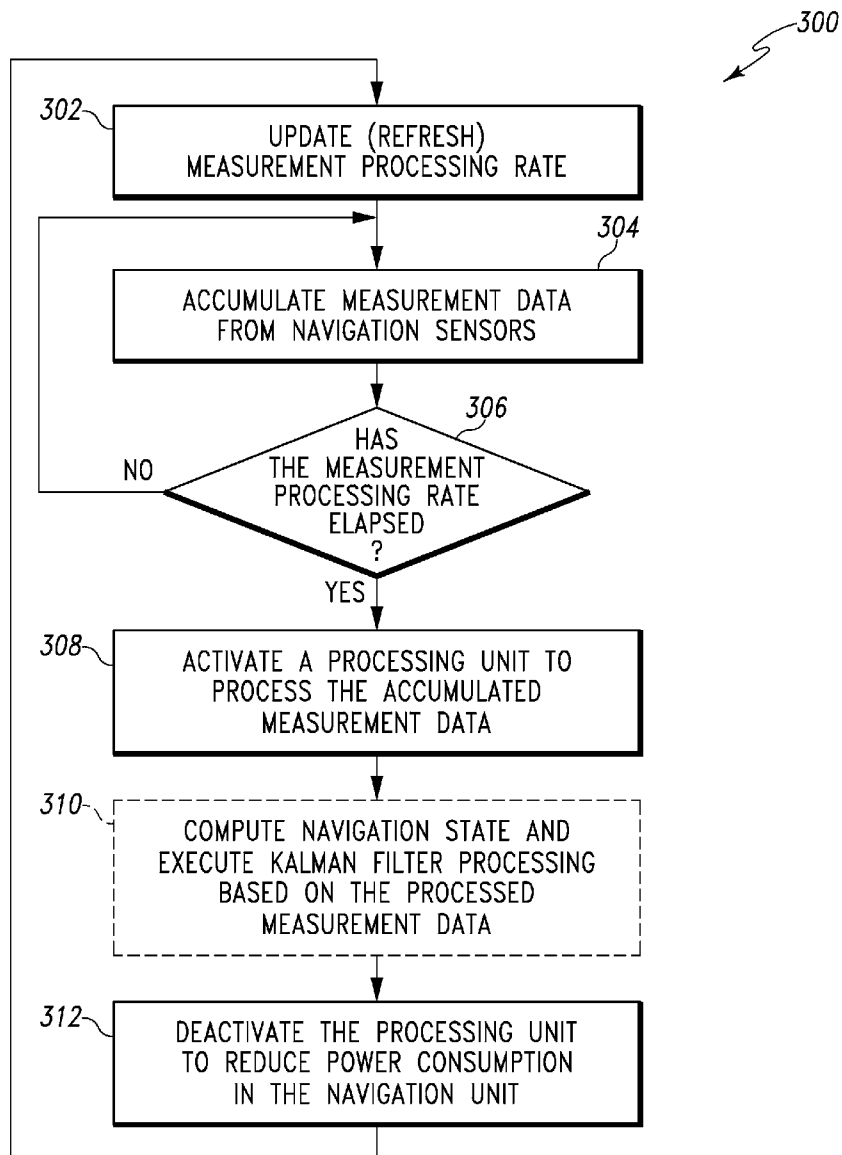 300
302
UPDATE (REFRESH)
MEASUREMENT PROCESSING RATE
304
ACCUMULATE MEASUREMENT DATA
FROM NAVIGATION SENSORS
306
HAS
THE MEASUREMENT
PROCESSING RATE
ELAPSED
?
NO
YES
308
ACTIVATE A PROCESSING UNIT TO
PROCESS THE ACCUMULATED
MEASUREMENT DATA
310
COMPUTE NAVIGATION STATE AND
EXECUTE KALMAN FILTER PROCESSING
BASED ON THE PROCESSED
MEASUREMENT DATA
312
DEACTIVATE THE PROCESSING UNIT
TO REDUCE POWER CONSUMPTION
IN THE NAVIGATION UNIT